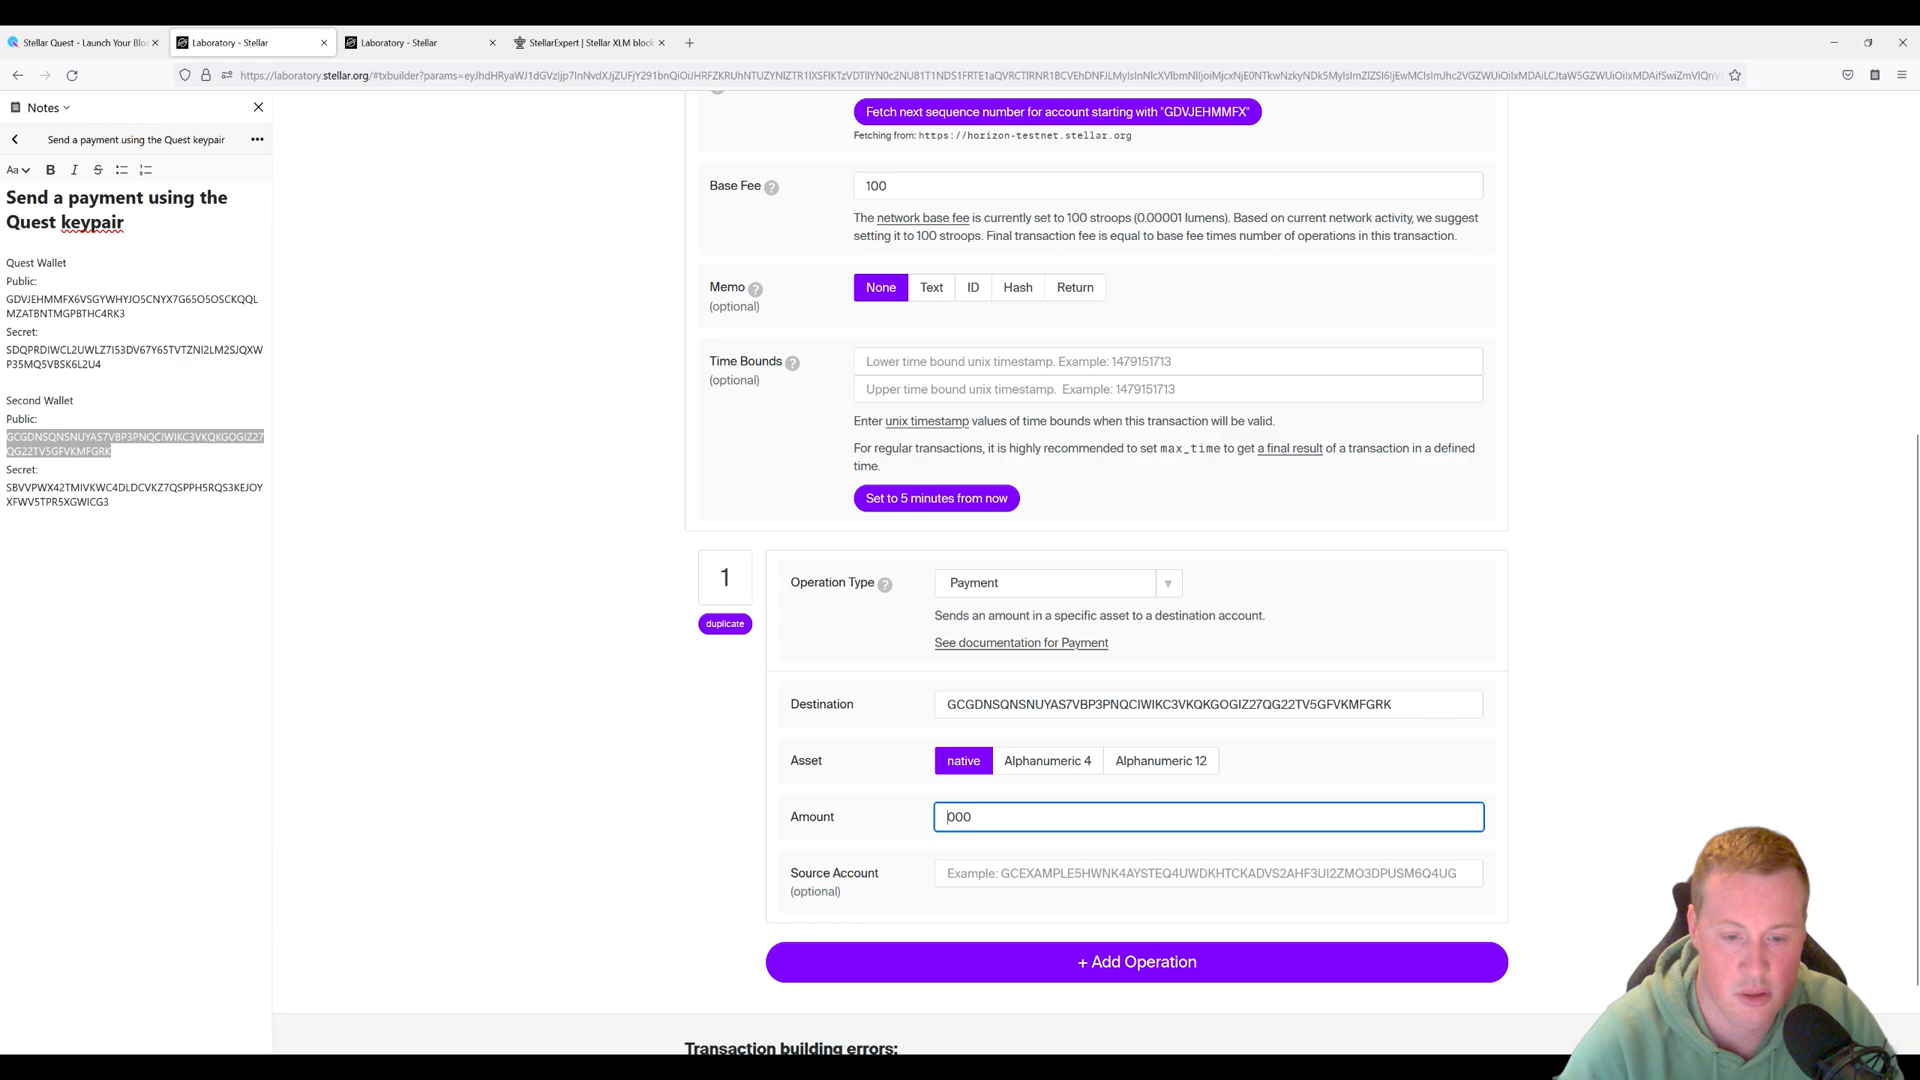 Stellar Quest - Launch Your Bloc
Laboratory - Stellar
Laboratory - Stellar
StellarExpert | Stellar XLM block
Notes
Send a payment using the Quest keypair
Aa
B
I
S
Send a payment using the
Quest keypair
Quest Wallet
Public:
GDVJEHMMFX6VSGYWHYJO5CNYX7G65O5OSCKQQL
MZATBNTMGPBTHC4RK3
Secret:
SDQPRDIWCL2UWLZ7I53DV67Y65TVTZNI2LM2SJQXW
P35MQ5VBSK6L2U4
Second Wallet
Public:
GCGDNSQNSNUYAS7VBP3PNQCIWIKC3VKQKGOGIZ27
QG22TV5GFVKMFGRK
Secret:
SBVVPWX42TMIVKWC4DLDCVKZ7QSPPH5RQS3KEJOY
XFWV5TPR5XGWICG3
Fetch next sequence number for account starting with "GDVJEHMMFX"
Fetching from: https://horizon-testnet.stellar.org
Base Fee ?
100
The network base fee is currently set to 100 stroops (0.00001 lumens). Based on current network activity, we suggest
setting it to 100 stroops. Final transaction fee is equal to base fee times number of operations in this transaction.
Memo ?
(optional)
None Text ID Hash Return
Time Bounds ?
(optional)
Lower time bound unix timestamp. Example: 1479151713
Upper time bound unix timestamp. Example: 1479151713
Enter unix timestamp values of time bounds when this transaction will be valid.
For regular transactions, it is highly recommended to set max_time to get a final result of a transaction in a defined
time.
Set to 5 minutes from now
1
duplicate
Operation Type ?
Payment
Sends an amount in a specific asset to a destination account.
See documentation for Payment
Destination
GCGDNSQNSNUYAS7VBP3PNQCIWIKC3VKQKGOGIZ27QG22TV5GFVKMFGRK
Asset
native Alphanumeric 4 Alphanumeric 12
Amount
000
Source Account
(optional)
Example: GCEXAMPLE5HWNK4AYSTEQ4UWDKHTCKADVS2AHF3UI2ZMO3DPUSM6Q4UG
+ Add Operation
Transaction building errors: